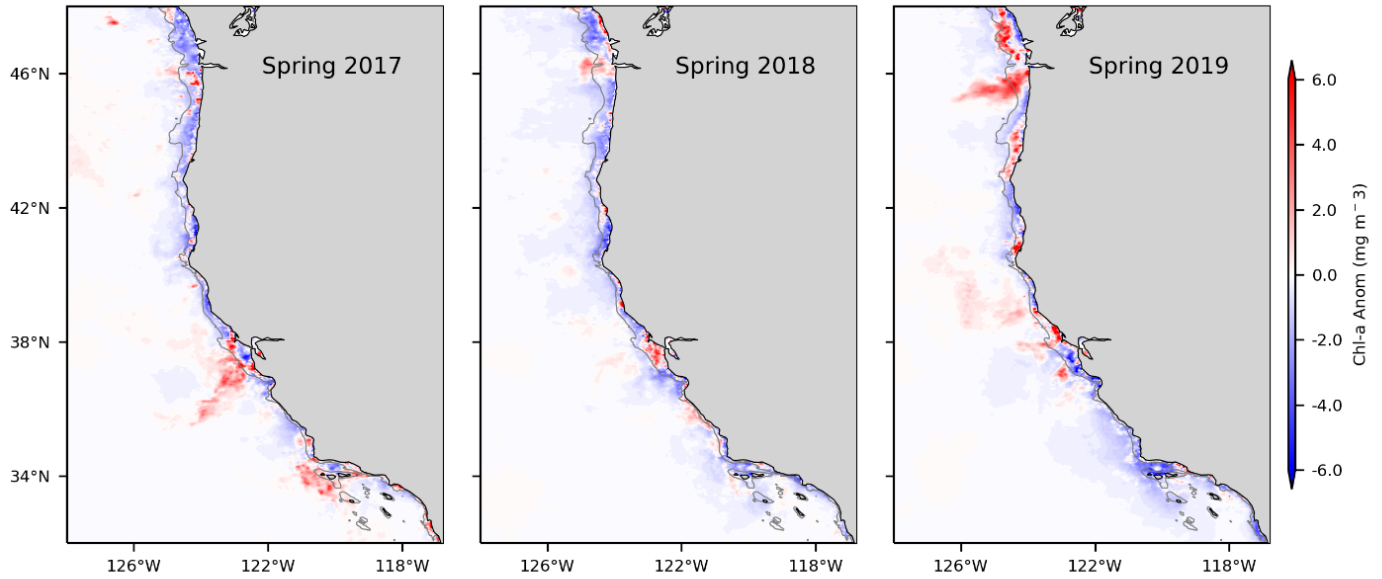 Spring 2017
Spring 2018
Spring 2019
46°N
42°N
38°N
34°N
126°W
122°W
118°W
126°W
122°W
118°W
126°W
122°W
118°W
6.0
4.0
2.0
0.0
-2.0
-4.0
-6.0
Chl-a Anom (mg m⁻ 3)